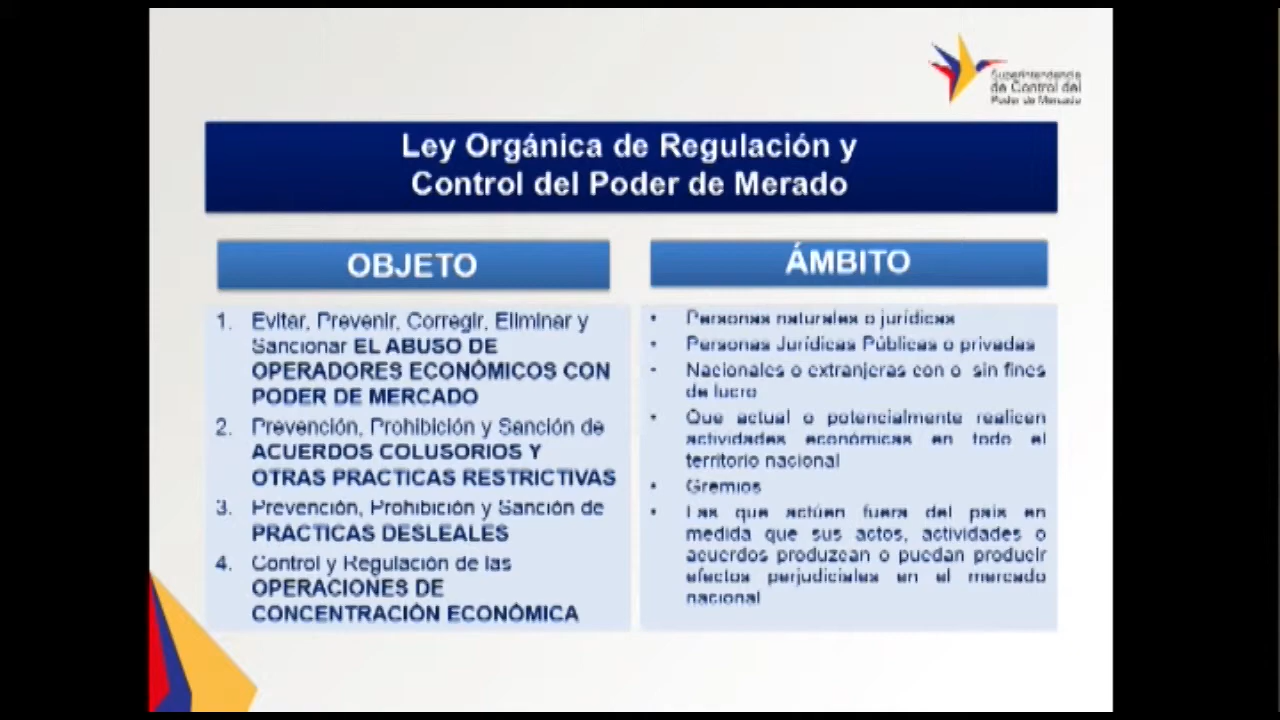 Superintendencia
de Control del
Poder de Mercado
Ley Orgánica de Regulación y
Control del Poder de Merado
OBJETO
1. Evitar, Prevenir, Corregir, Eliminar y
Sancionar EL ABUSO DE
OPERADORES ECONÓMICOS CON
PODER DE MERCADO
2. Prevención, Prohibición y Sanción de
ACUERDOS COLUSORIOS Y
OTRAS PRACTICAS RESTRICTIVAS
3. Prevención, Prohibición y Sanción de
PRACTICAS DESLEALES
4. Control y Regulación de las
OPERACIONES DE
CONCENTRACIÓN ECONÓMICA
ÁMBITO
• Personas naturales o jurídicas
• Personas Jurídicas Públicas o privadas
• Nacionales o extranjeras con o sin fines
de lucro
• Que actual o potencialmente realicen
actividades económicas en todo el
territorio nacional
• Gremios
• Las que actúen fuera del país en
medida que sus actos, actividades o
acuerdos produzcan o puedan producir
efectos perjudiciales en el mercado
nacional